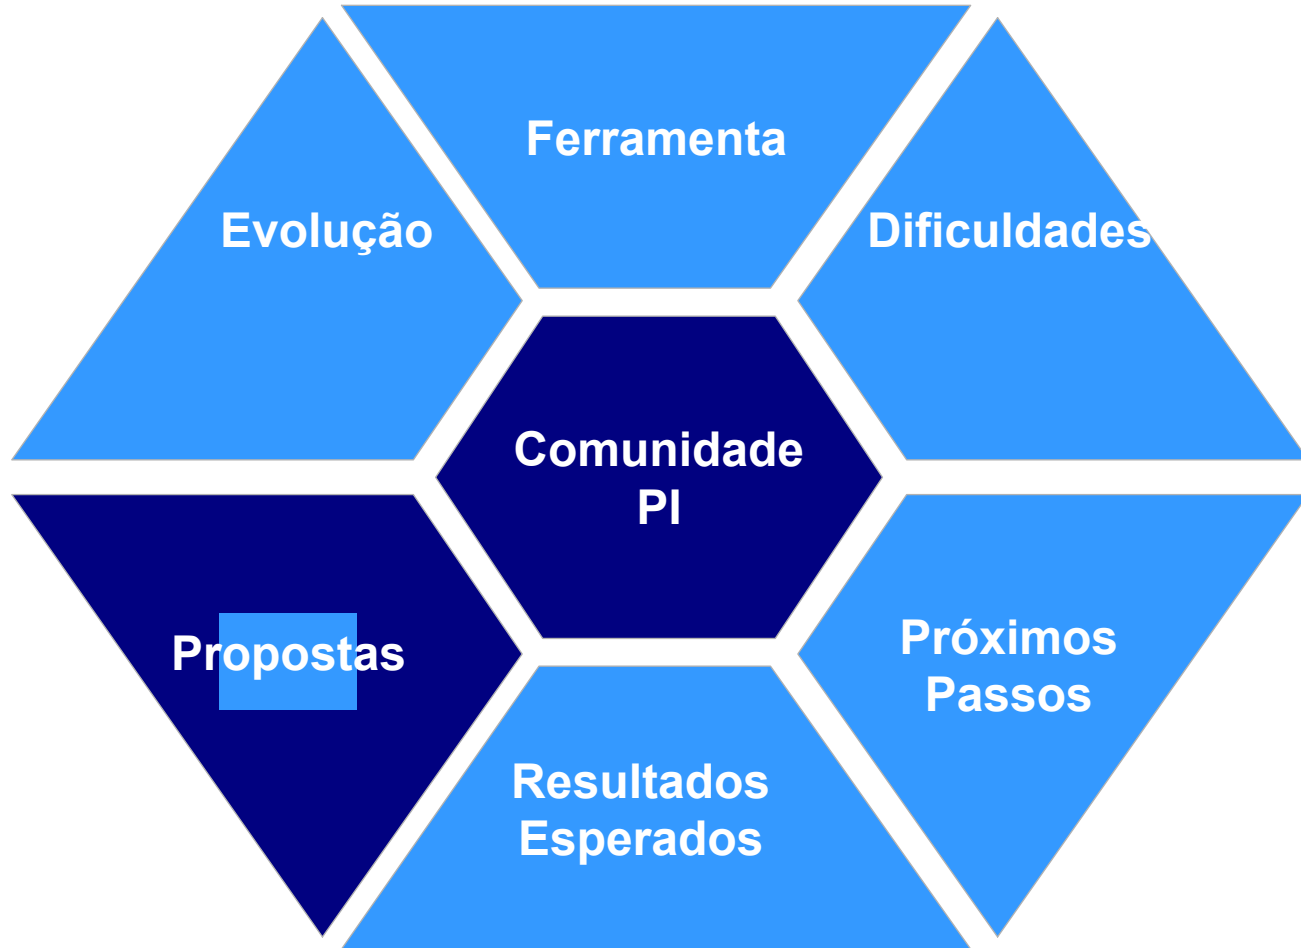 Ferramenta
Evolução
Dificuldades
Comunidade
PI
Propostas
Próximos
Passos
Resultados
Esperados